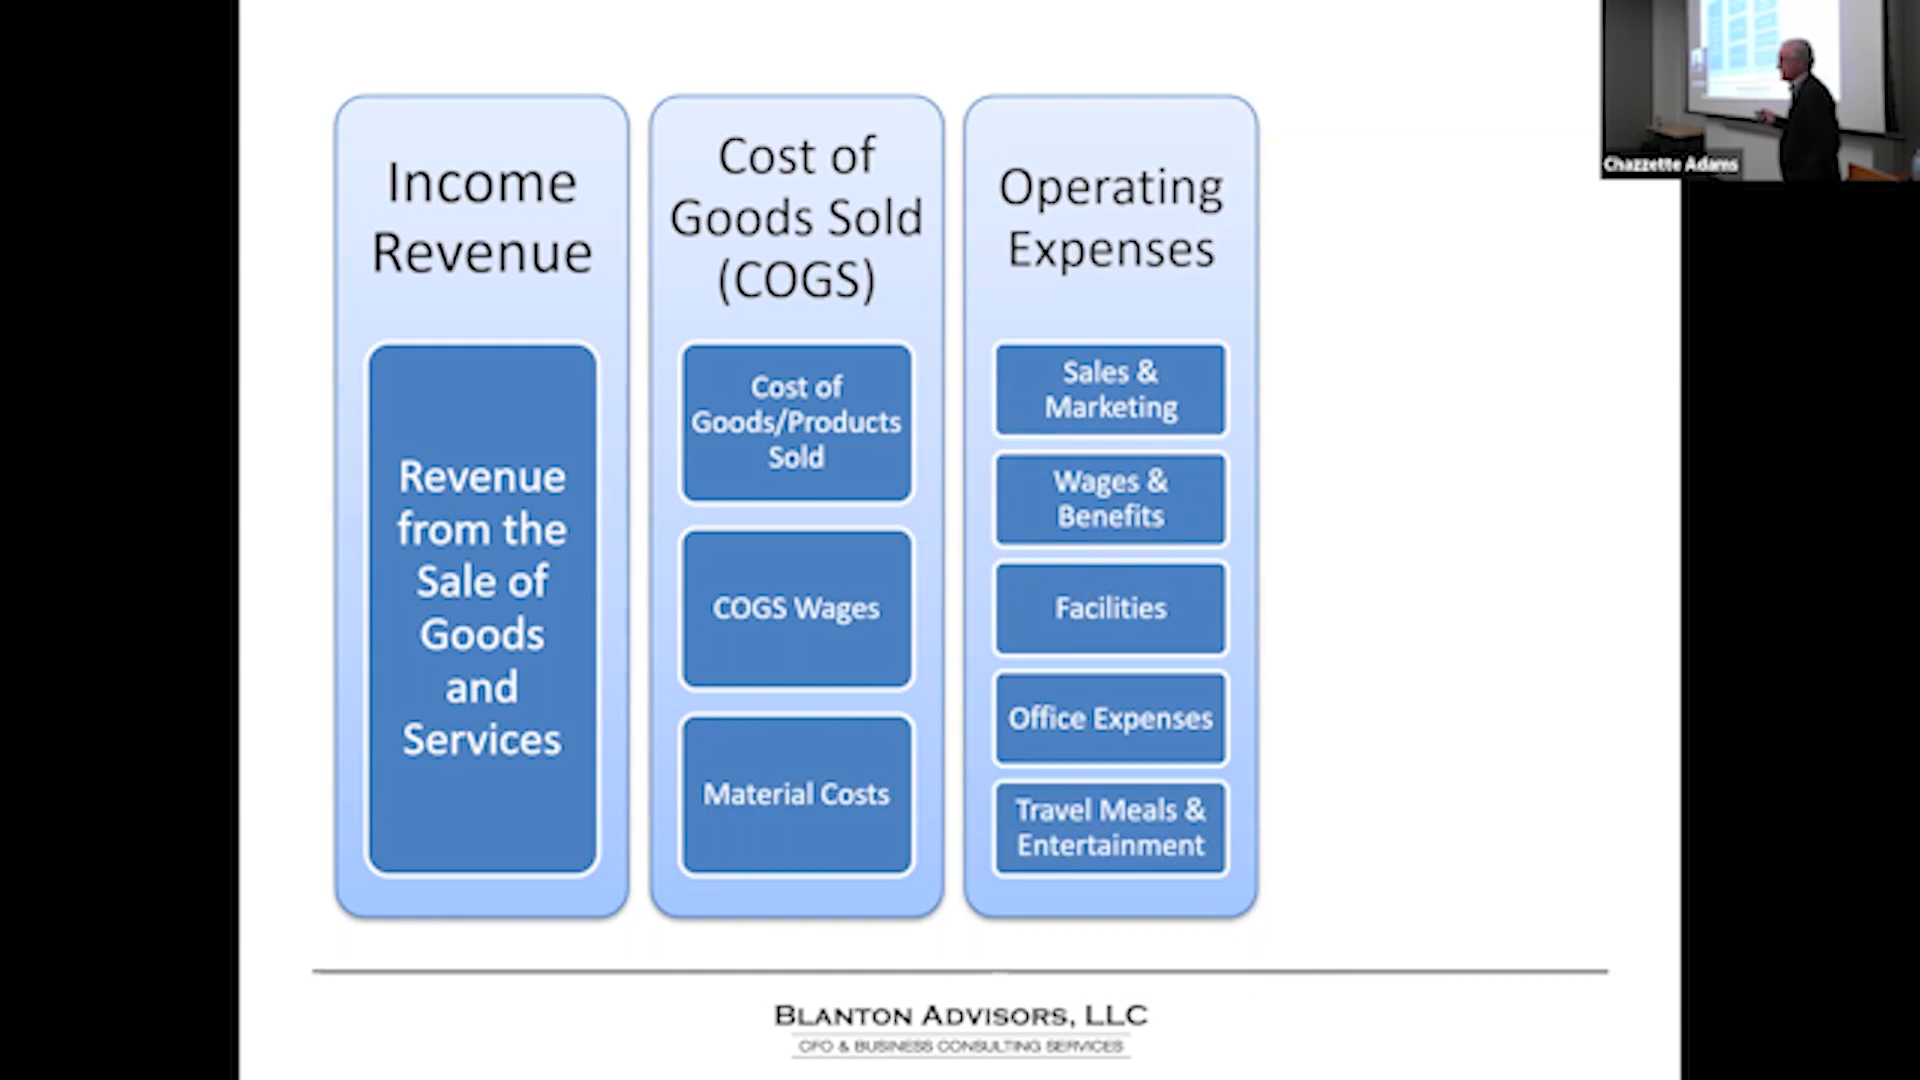 Chazzette Adams
Income
Revenue
Revenue
from the
Sale of
Goods
and
Services
Cost of
Goods Sold
(COGS)
Cost of
Goods/Products
Sold
COGS Wages
Material Costs
Operating
Expenses
Sales &
Marketing
Wages &
Benefits
Facilities
Office Expenses
Travel Meals &
Entertainment
BLANTON ADVISORS, LLC
CFO & BUSINESS CONSULTING SERVICES